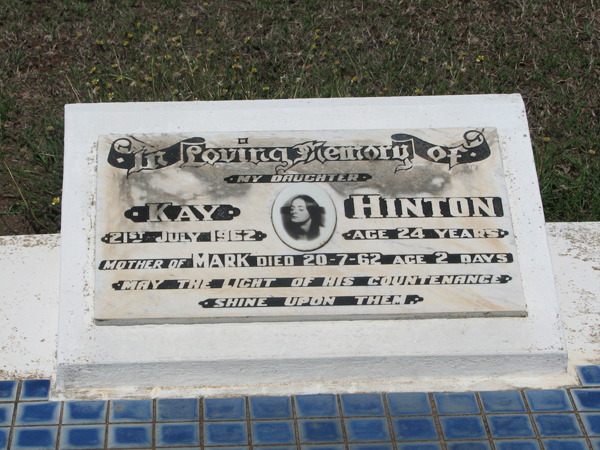 In Loving Memory of
MY DAUGHTER
KAY HINTON
21ST JULY 1962 AGE 24 YEARS
MOTHER OF MARK DIED 20-7-62 AGE 2 DAYS
MAY THE LIGHT OF HIS COUNTENANCE
SHINE UPON THEM